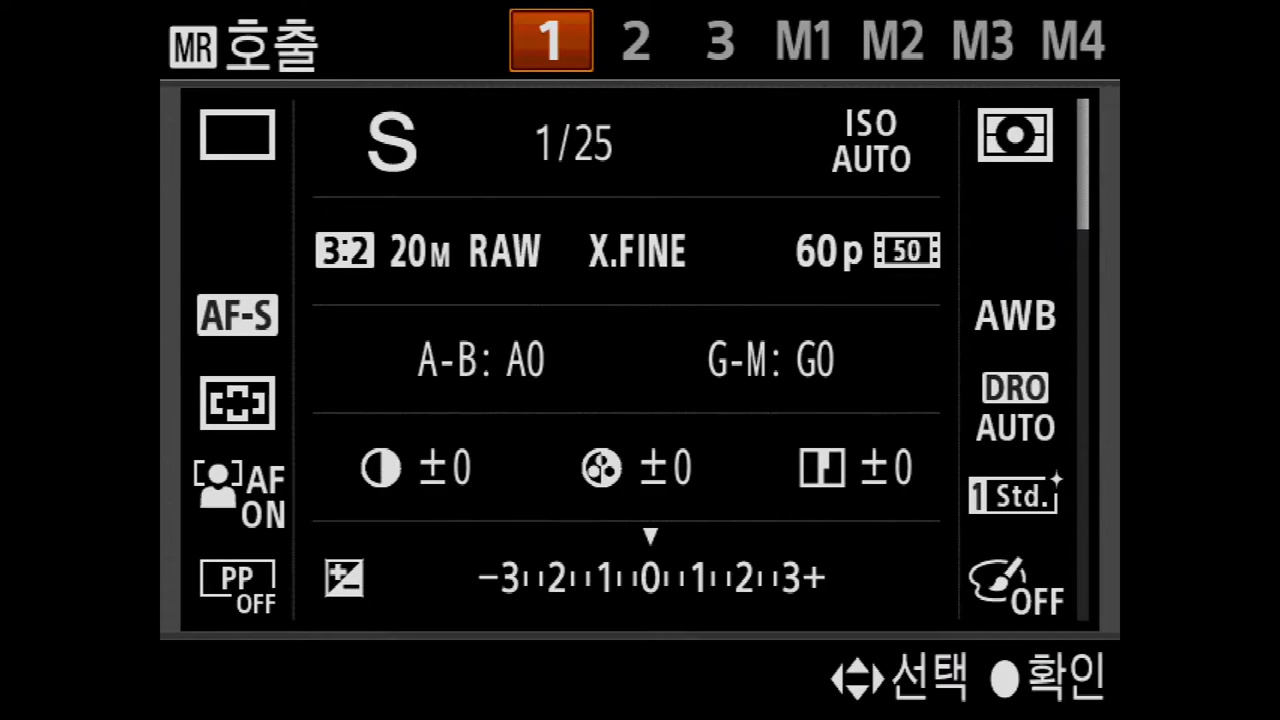 MR 호출 1 2 3 M1 M2 M3 M4
S 1/25 ISO AUTO
3:2 20M RAW X.FINE 60p 50
AF-S AWB
A-B: A0 G-M: G0
DRO AUTO
±0 ±0 ±0
AF ON
1 Std.
PP OFF
-3 2 1 0 1 2 3+
OFF
선택 확인